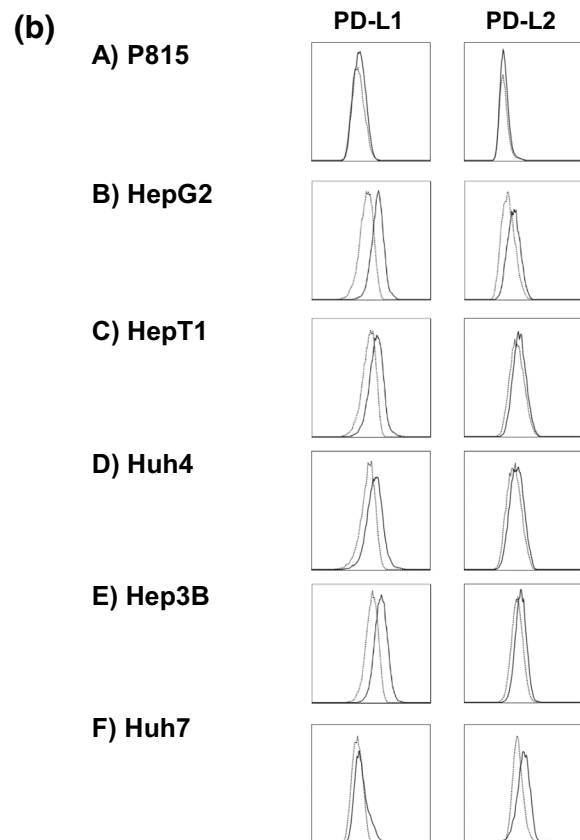 (b)
PD-L1 PD-L2
A) P815
B) HepG2
C) HepT1
D) Huh4
E) Hep3B
F) Huh7